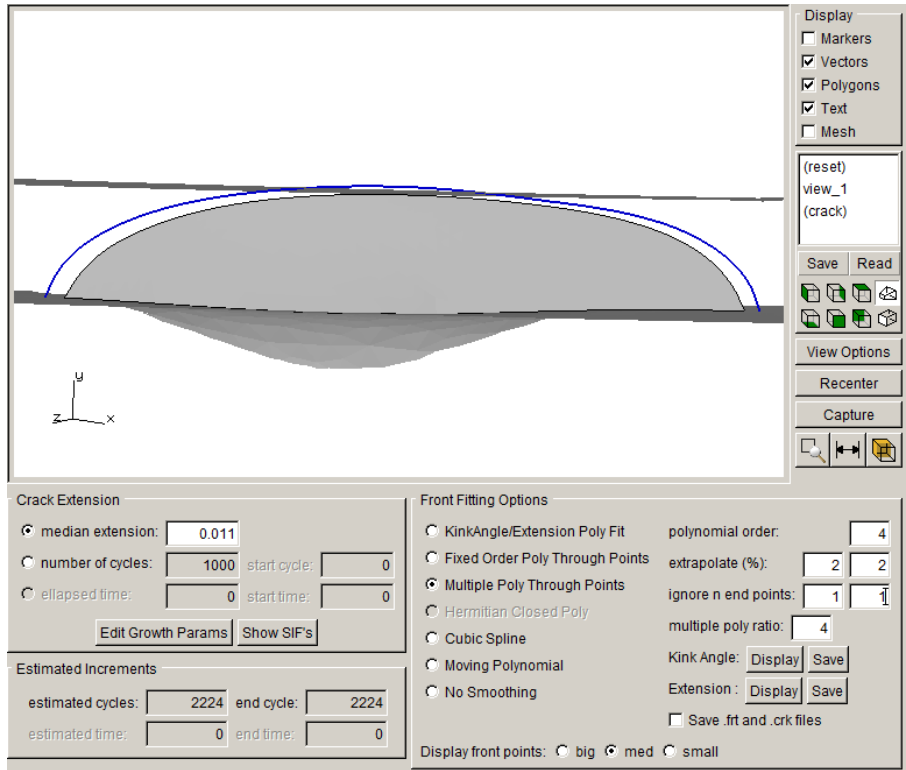 Display
Markers
Vectors
Polygons
Text
Mesh
(reset)
view_1
(crack)
Save Read
View Options
Recenter
Capture
y
z x
Crack Extension
median extension: 0.011
number of cycles: 1000 start cycle: 0
ellapsed time: 0 start time: 0
Edit Growth Params Show SIF's
Estimated Increments
estimated cycles: 2224 end cycle: 2224
estimated time: 0 end time: 0
Front Fitting Options
KinkAngle/Extension Poly Fit polynomial order: 4
Fixed Order Poly Through Points extrapolate (%): 2 2
Multiple Poly Through Points ignore n end points: 1 1
Hermitian Closed Poly multiple poly ratio: 4
Cubic Spline Kink Angle: Display Save
Moving Polynomial Extension : Display Save
No Smoothing Save .frt and .crk files
Display front points: big med small